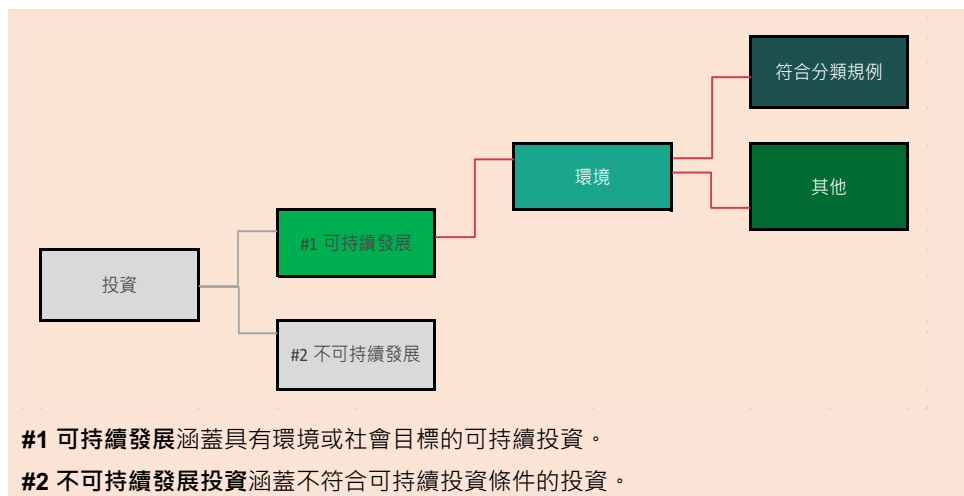 符合分類規例
環境
其他
#1 可持續發展
投資
#2 不可持續發展
#1 可持續發展涵蓋具有環境或社會目標的可持續投資。
#2 不可持續發展投資涵蓋不符合可持續投資條件的投資。